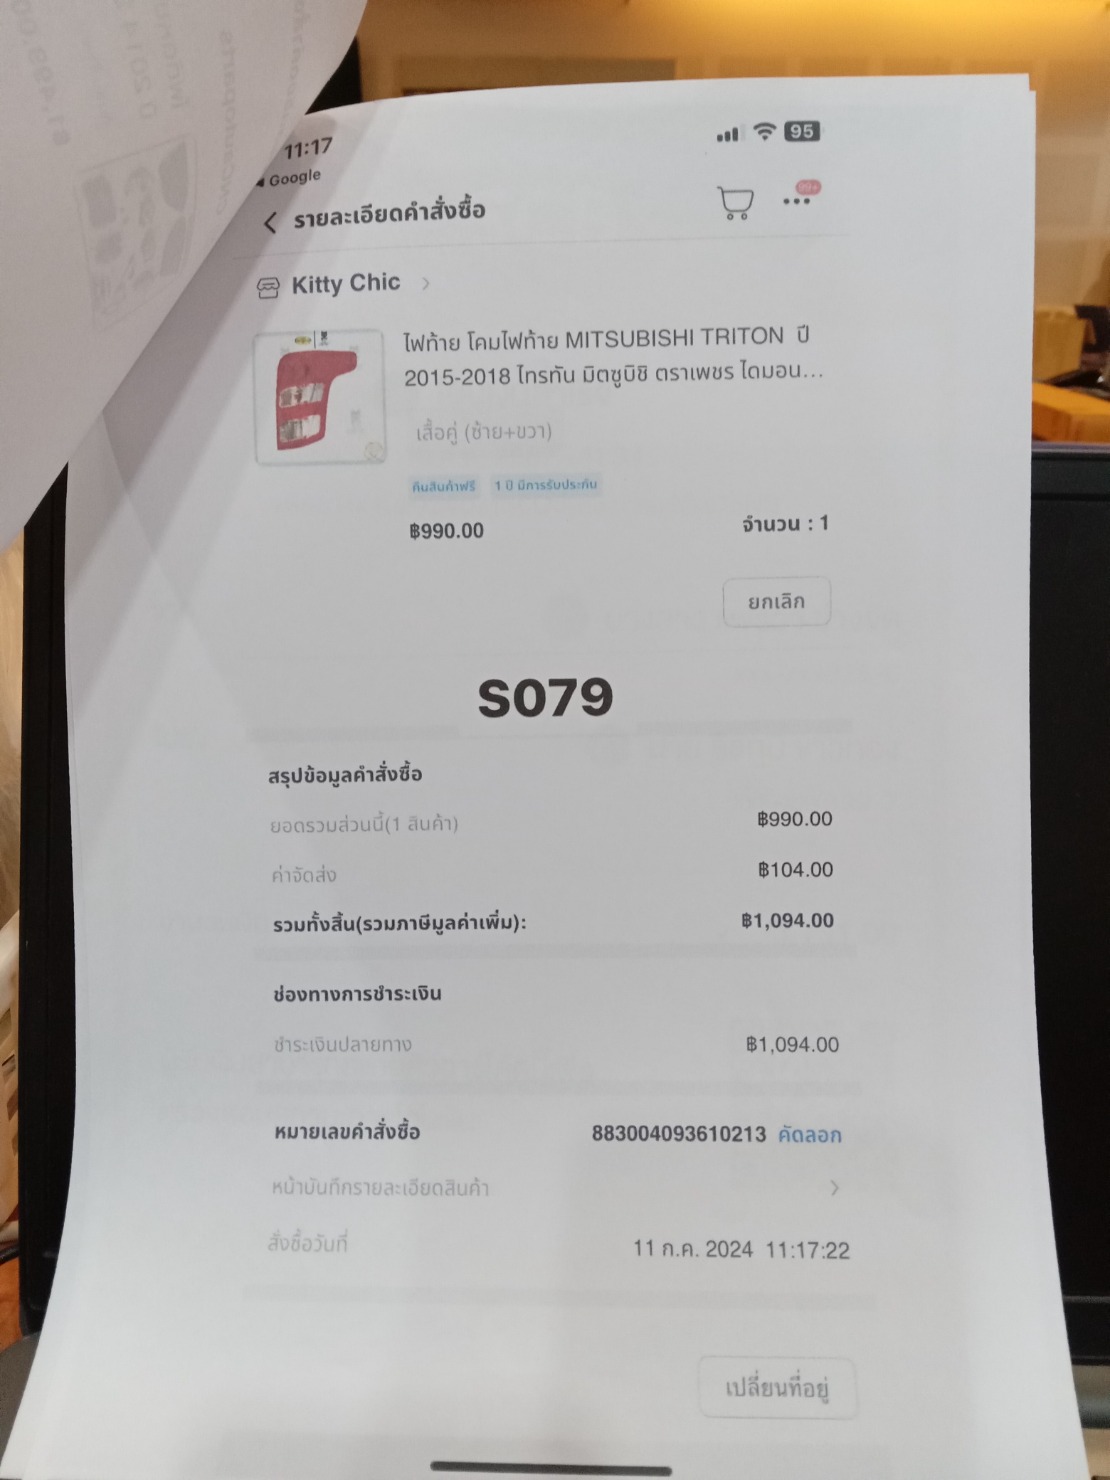 11:17
95
Google
รายละเอียดคำสั่งซื้อ
99+
Kitty Chic
ไฟท้าย โคมไฟท้าย MITSUBISHI TRITON ปี
2015-2018 ไทรทัน มิตซูบิชิ ตราเพชร ไดมอน...
เสื้อคู่ (ซ้าย+ขวา)
คืนสินค้าฟรี 1 ปี มีการรับประกัน
฿990.00 จำนวน : 1
ยกเลิก
S079
สรุปข้อมูลคำสั่งซื้อ
ยอดรวมส่วนนี้(1 สินค้า) ฿990.00
ค่าจัดส่ง ฿104.00
รวมทั้งสิ้น(รวมภาษีมูลค่าเพิ่ม): ฿1,094.00
ช่องทางการชำระเงิน
ชำระเงินปลายทาง ฿1,094.00
หมายเลขคำสั่งซื้อ 883004093610213 คัดลอก
หน้าบันทึกรายละเอียดสินค้า
สั่งซื้อวันที่ 11 ก.ค. 2024 11:17:22
เปลี่ยนที่อยู่